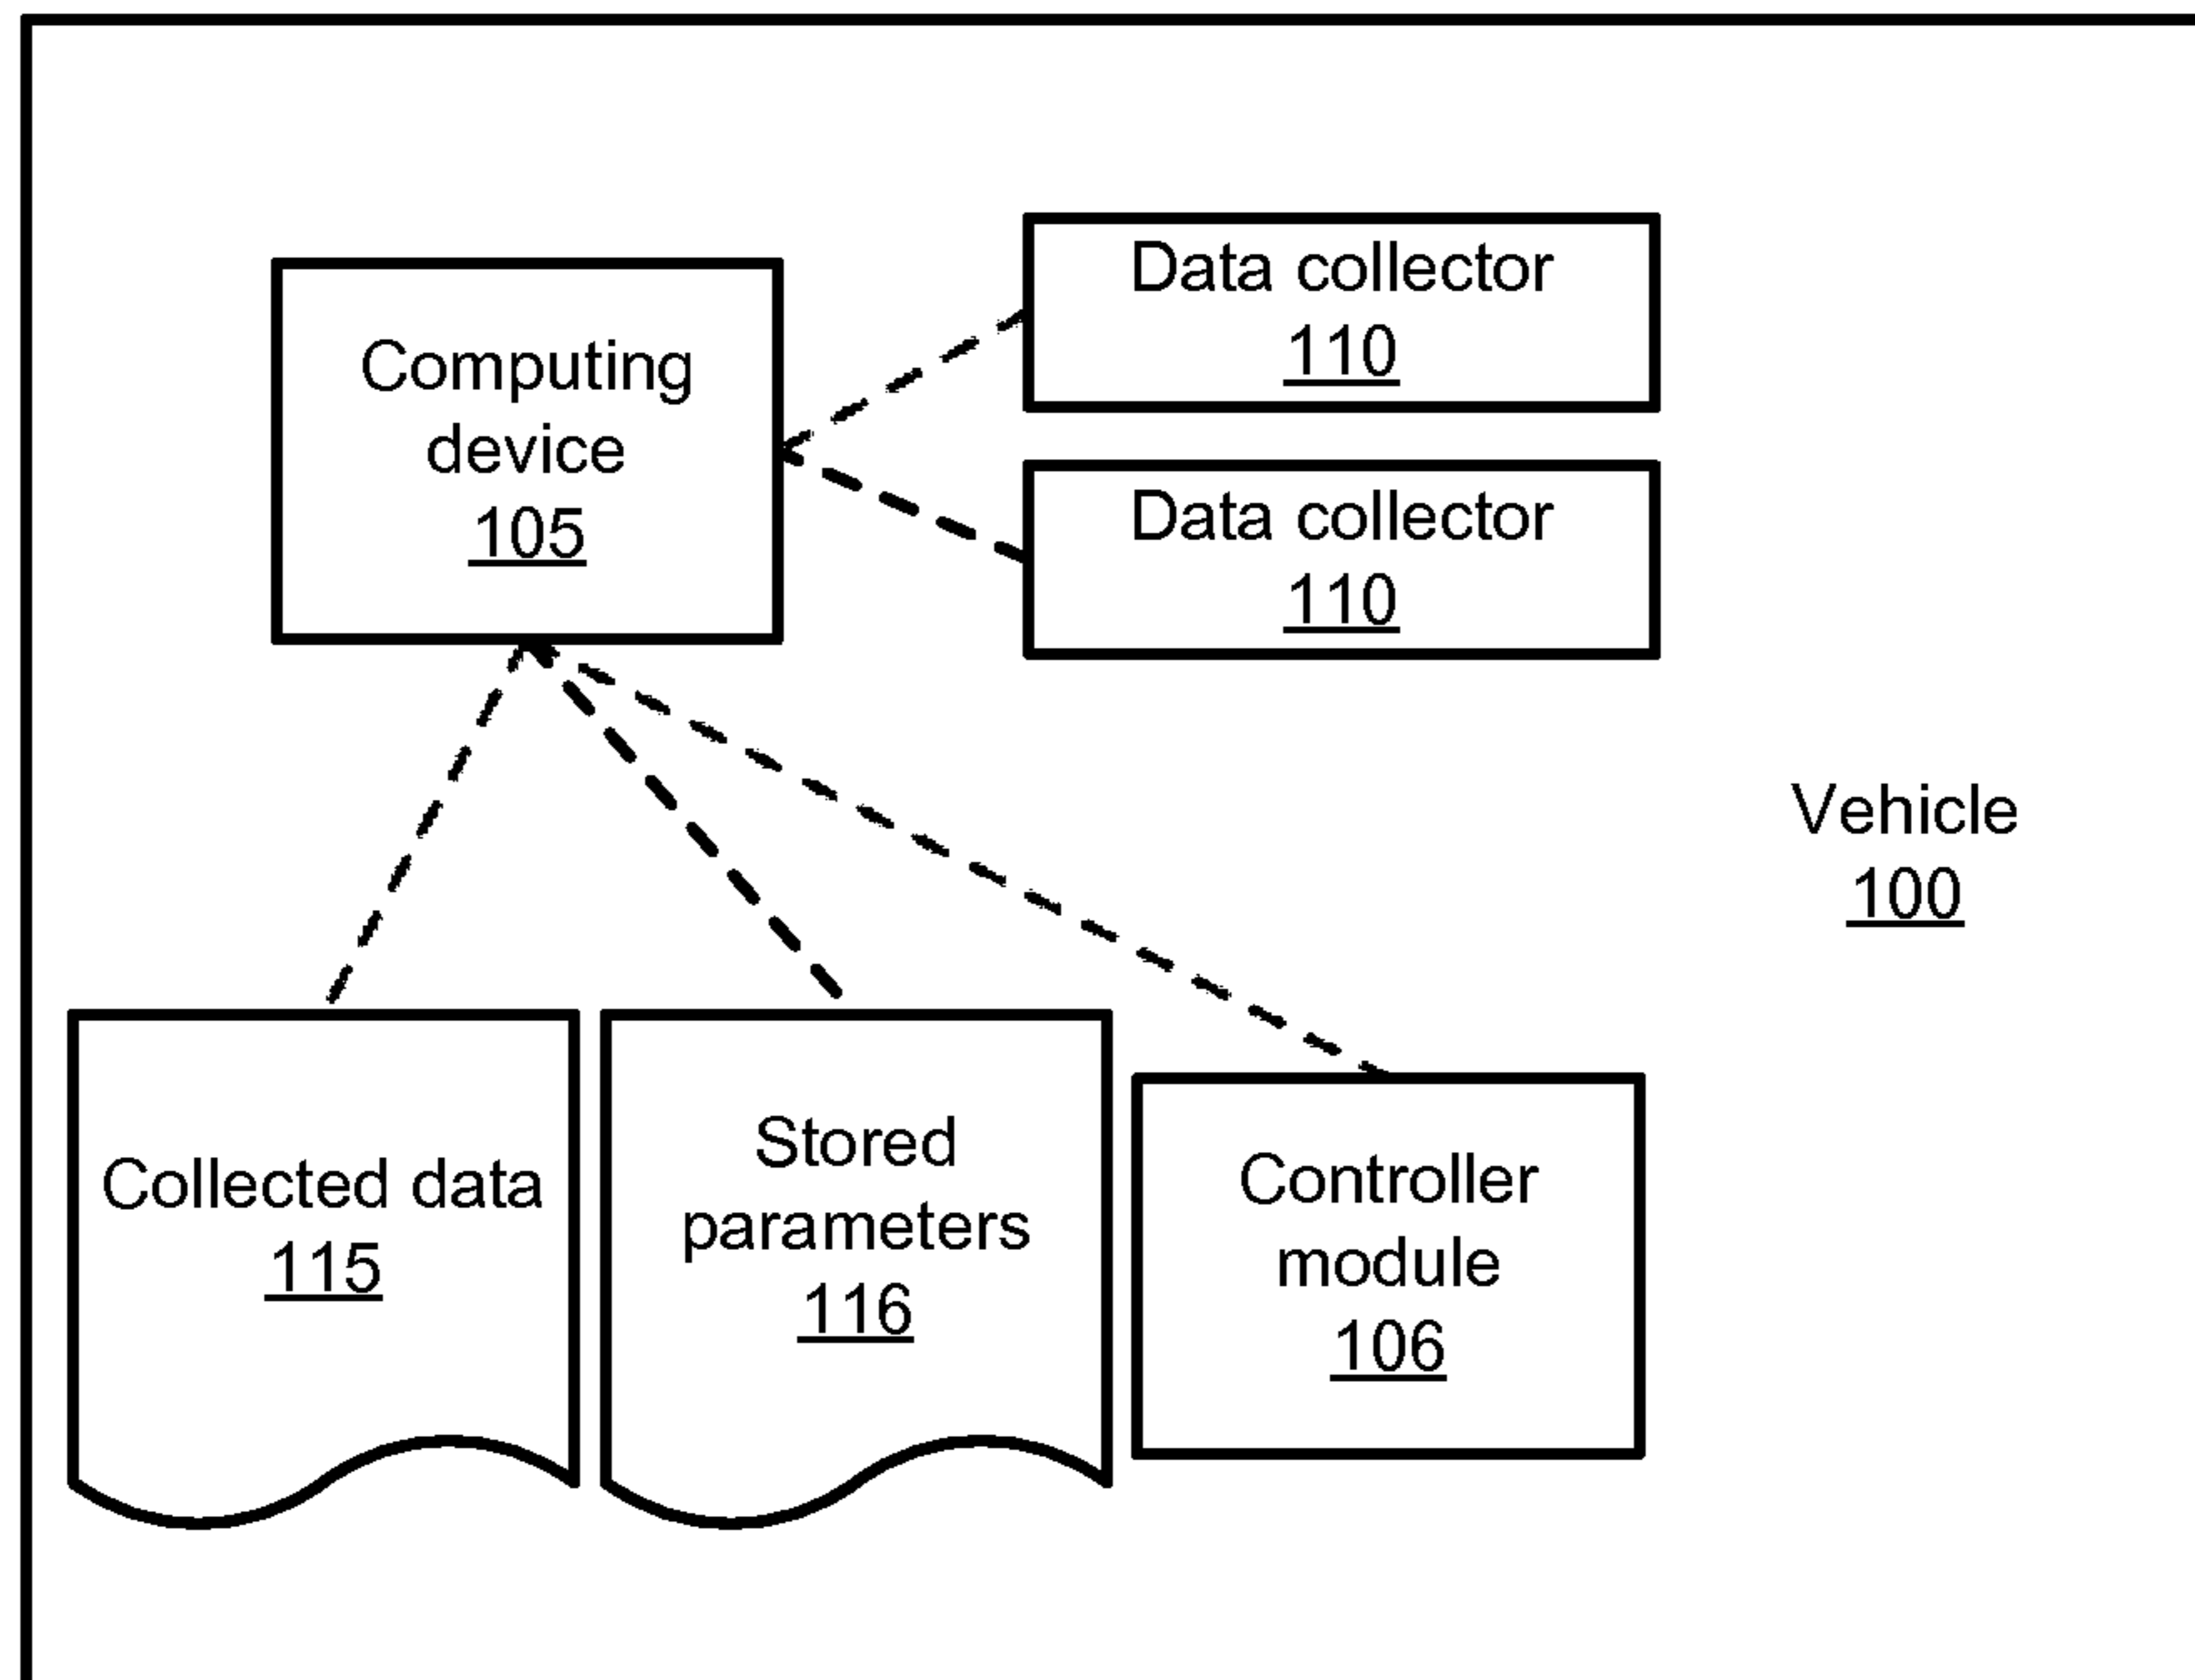 Data collector
110
Computing
device
105
Data collector
110
Vehicle
100
Collected data
115
Stored
parameters
116
Controller
module
106